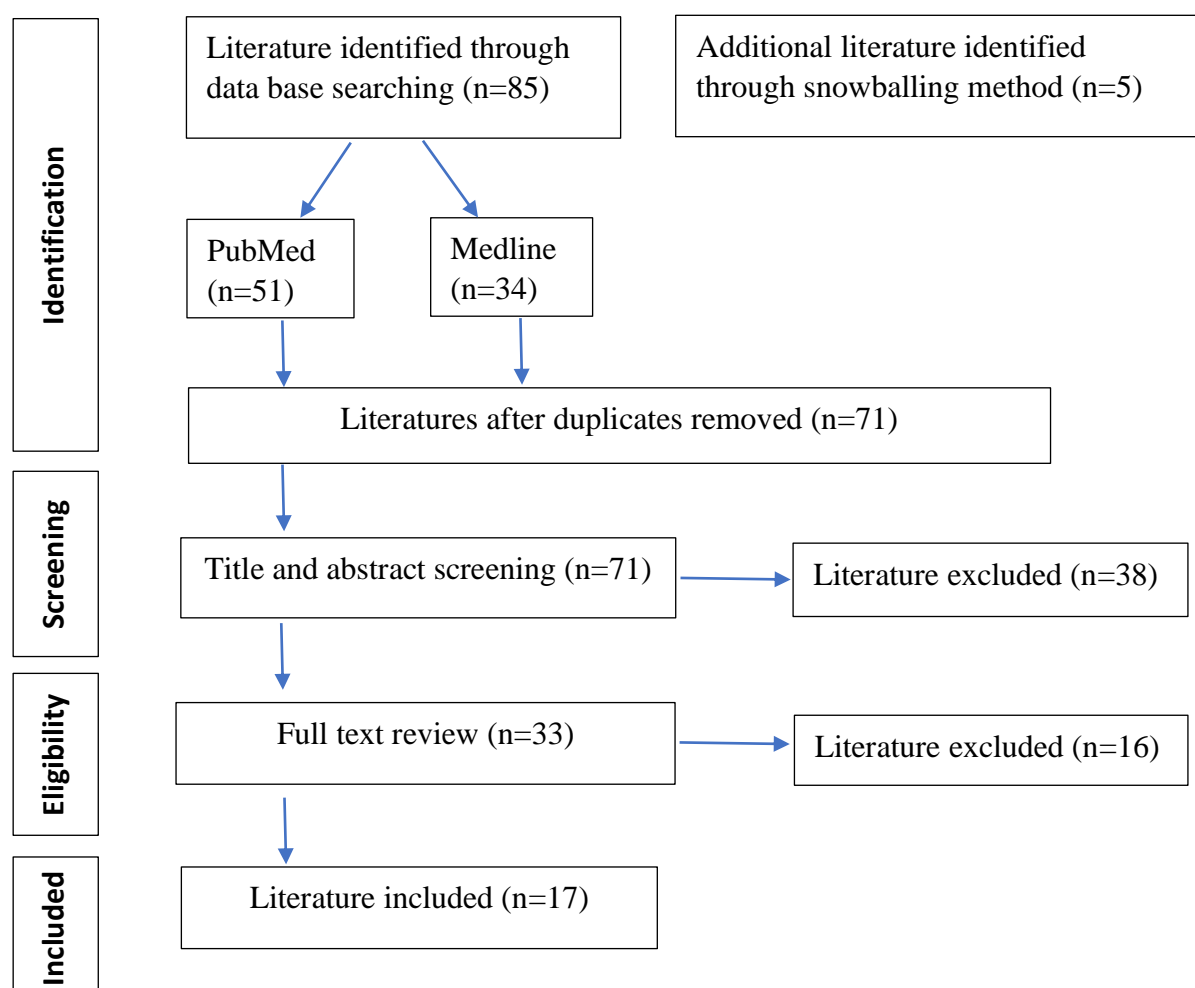 Identification
Literature identified through
data base searching (n=85)
Additional literature identified
through snowballing method (n=5)
PubMed
(n=51)
Medline
(n=34)
Literatures after duplicates removed (n=71)
Screening
Title and abstract screening (n=71)
Literature excluded (n=38)
Eligibility
Full text review (n=33)
Literature excluded (n=16)
Included
Literature included (n=17)